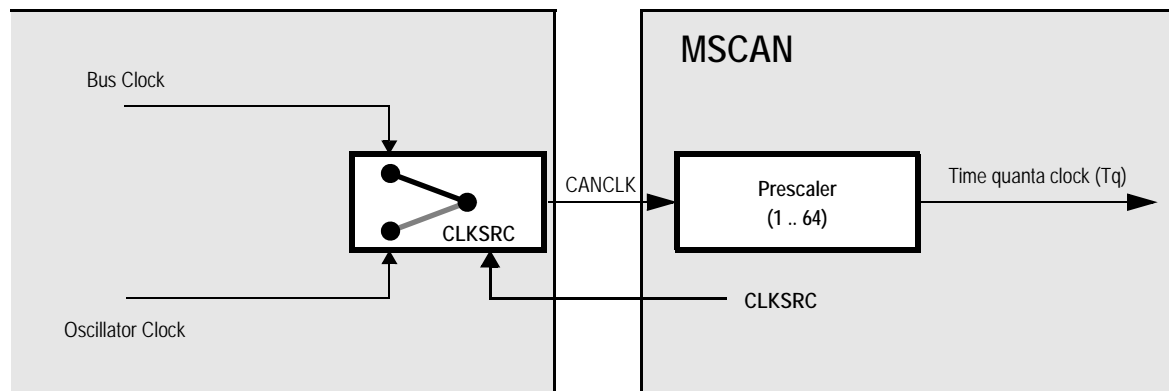 MSCAN
Bus Clock
CANCLK
Prescaler
(1 .. 64)
Time quanta clock (Tq)
CLKSRC
CLKSRC
Oscillator Clock